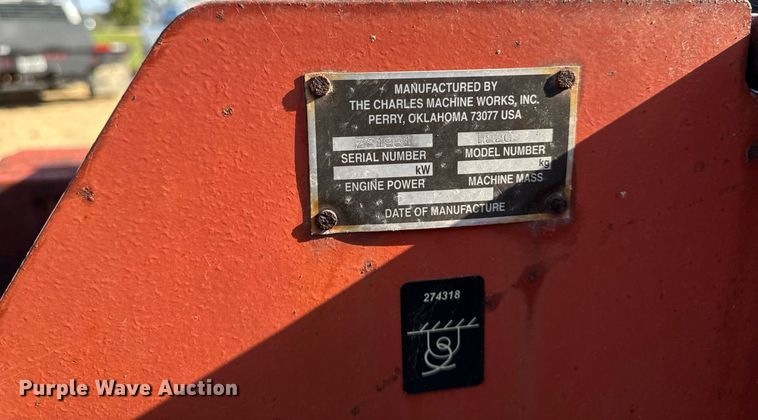 MANUFACTURED BY
THE CHARLES MACHINE WORKS, INC.
PERRY, OKLAHOMA 73077 USA
SERIAL NUMBER MODEL NUMBER
kW kg
ENGINE POWER MACHINE MASS
DATE OF MANUFACTURE
274318
Purple Wave Auction